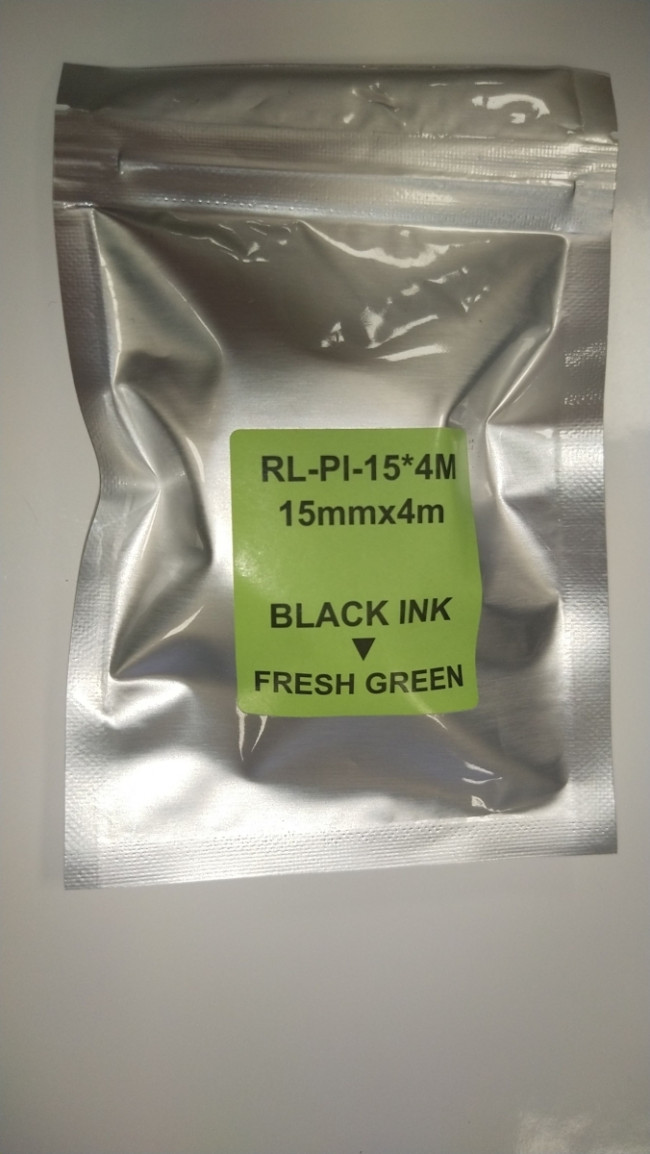 RL-PI-15*4M
15mmx4m
BLACK INK
▼
FRESH GREEN